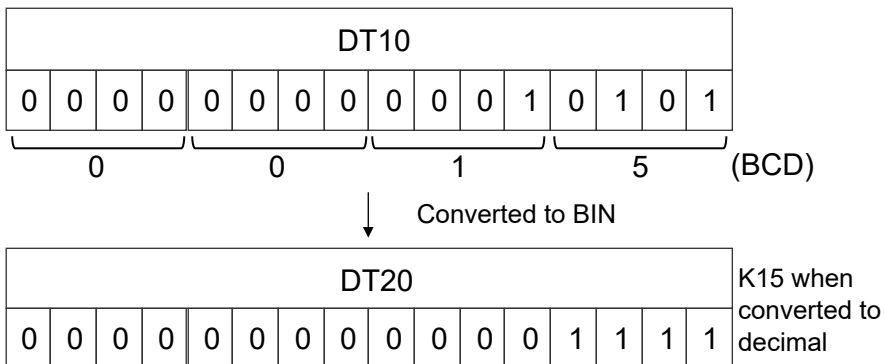 DT10
0 0 0 0 0 0 0 0 0 0 0 1 0 1 0 1
0 0 1 5 (BCD)
Converted to BIN
DT20
0 0 0 0 0 0 0 0 0 0 0 0 1 1 1 1
K15 when
converted to
decimal